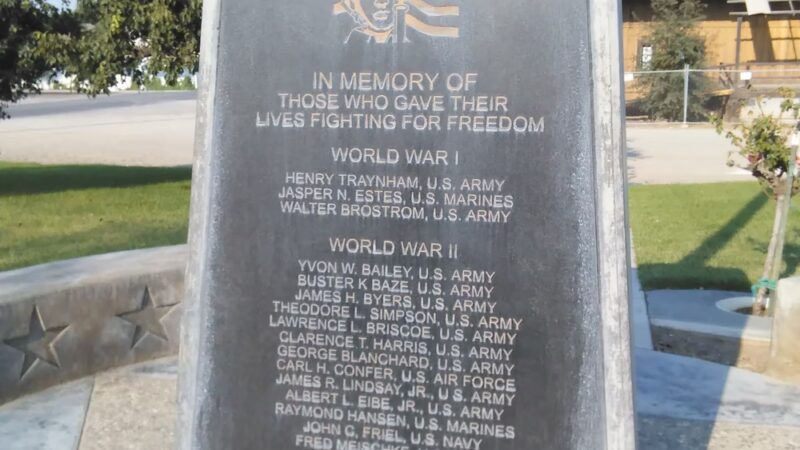 IN MEMORY OF
THOSE WHO GAVE THEIR
LIVES FIGHTING FOR FREEDOM
WORLD WAR I
HENRY TRAYNHAM, U.S. ARMY
JASPER N. ESTES, U.S. MARINES
WALTER BROSTROM, U.S. ARMY
WORLD WAR II
YVON W. BAILEY, U.S. ARMY
BUSTER K BAZE, U.S. ARMY
JAMES H. BYERS, U.S. ARMY
THEODORE L. SIMPSON, U.S. ARMY
LAWRENCE L. BRISCOE, U.S. ARMY
CLARENCE T. HARRIS, U.S. ARMY
GEORGE BLANCHARD, U.S. ARMY
CARL H. CONFER, U.S. AIR FORCE
JAMES R. LINDSAY, JR., U.S. ARMY
ALBERT L. EIBE, JR., U.S. ARMY
RAYMOND HANSEN, U.S. MARINES
JOHN C. FRIEL, U.S. NAVY
FRED MEISCHKE,